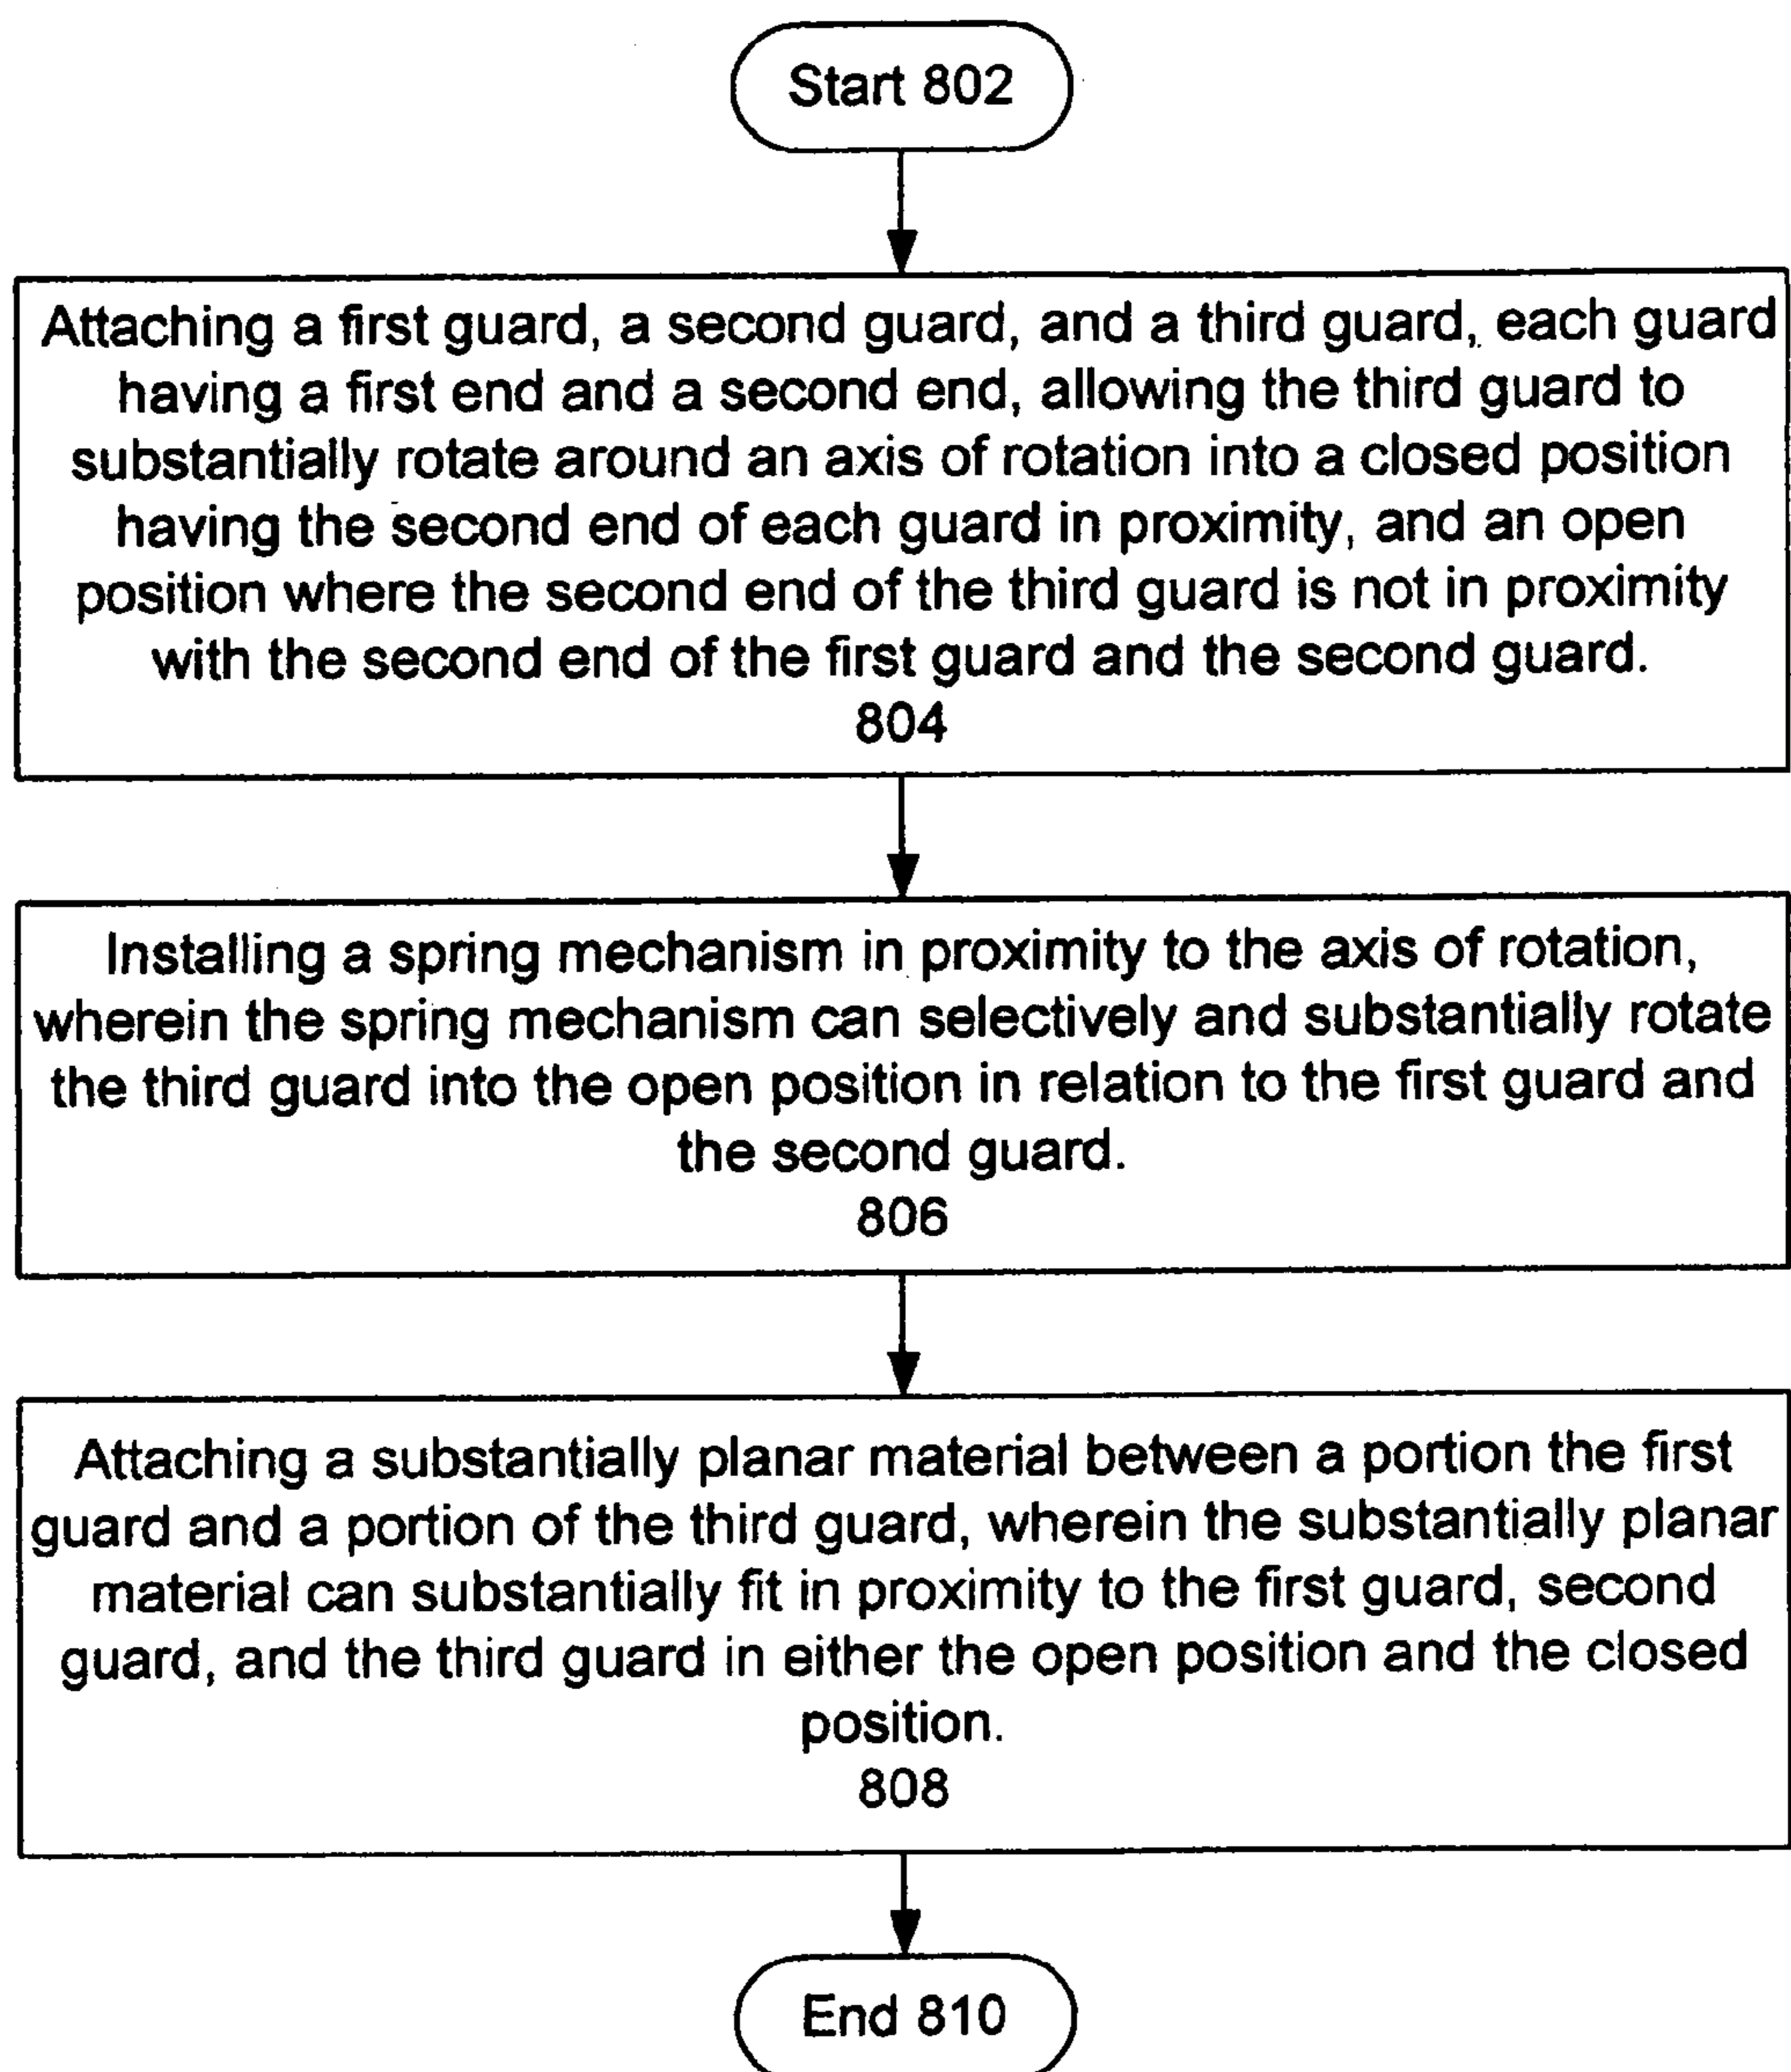 Start 802
Attaching a first guard, a second guard, and a third guard, each guard
having a first end and a second end, allowing the third guard to
substantially rotate around an axis of rotation into a closed position
having the second end of each guard in proximity, and an open
position where the second end of the third guard is not in proximity
with the second end of the first guard and the second guard.
804
Installing a spring mechanism in proximity to the axis of rotation,
wherein the spring mechanism can selectively and substantially rotate
the third guard into the open position in relation to the first guard and
the second guard.
806
Attaching a substantially planar material between a portion the first
guard and a portion of the third guard, wherein the substantially planar
material can substantially fit in proximity to the first guard, second
guard, and the third guard in either the open position and the closed
position.
808
End 810